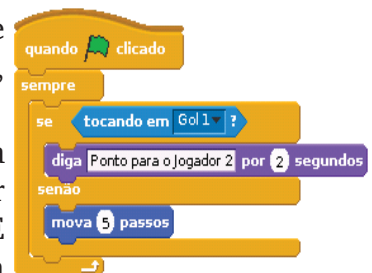 e
quando clicado
,
sempre
se tocando em Gol1 ?
n
diga Ponto para o Jogador 2 por 2 segundos
r
senão
E
mova 5 passos